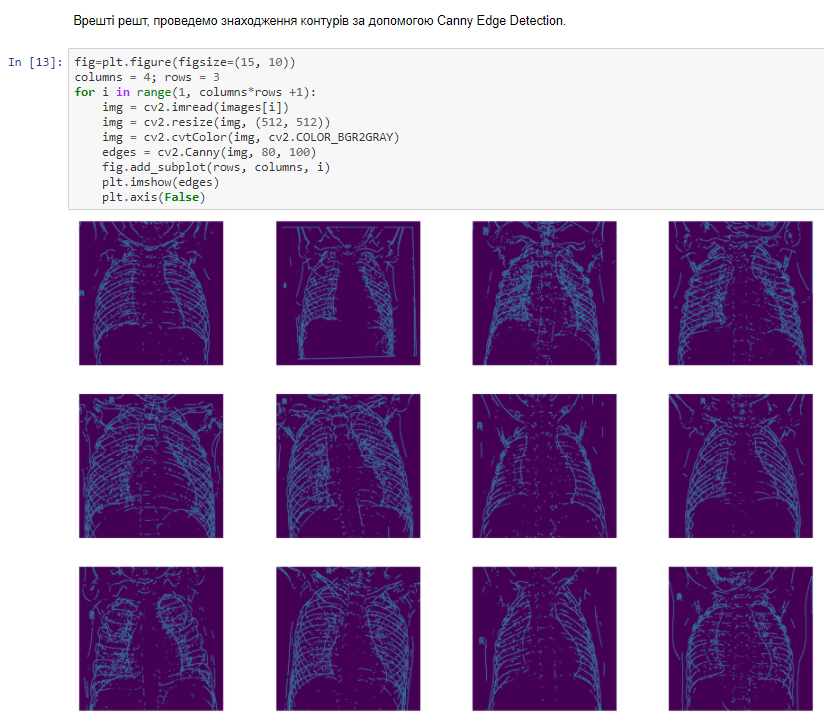 Врешті решт, проведемо знаходження контурів за допомогою Canny Edge Detection.
In [13]:
fig=plt.figure(figsize=(15, 10))
columns = 4; rows = 3
for i in range(1, columns*rows +1):
    img = cv2.imread(images[i])
    img = cv2.resize(img, (512, 512))
    img = cv2.cvtColor(img, cv2.COLOR_BGR2GRAY)
    edges = cv2.Canny(img, 80, 100)
    fig.add_subplot(rows, columns, i)
    plt.imshow(edges)
    plt.axis(False)
R
R
R
R
R
R
R
R
R
R